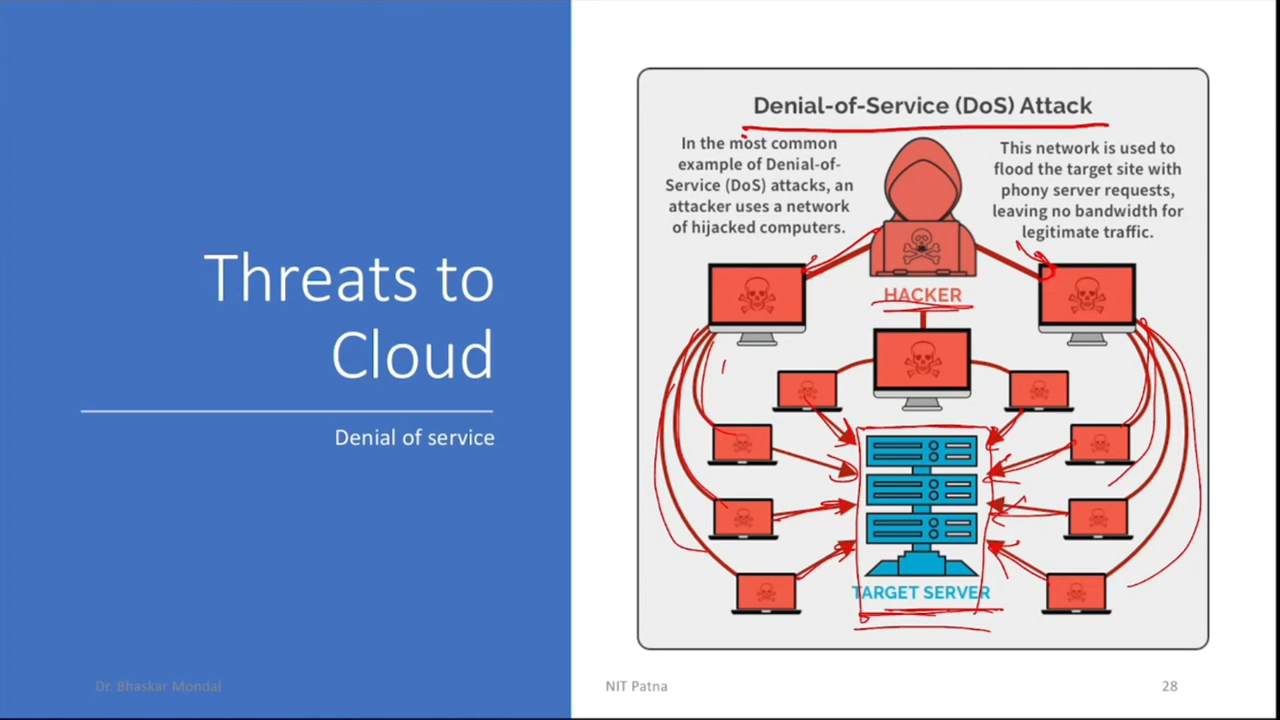 Threats to
Cloud
Denial of service
Denial-of-Service (DoS) Attack
In the most common
example of Denial-of-
Service (DoS) attacks, an
attacker uses a network
of hijacked computers.
This network is used to
flood the target site with
phony server requests,
leaving no bandwidth for
legitimate traffic.
HACKER
TARGET SERVER
Dr. Bhaskar Mondal
NIT Patna
28